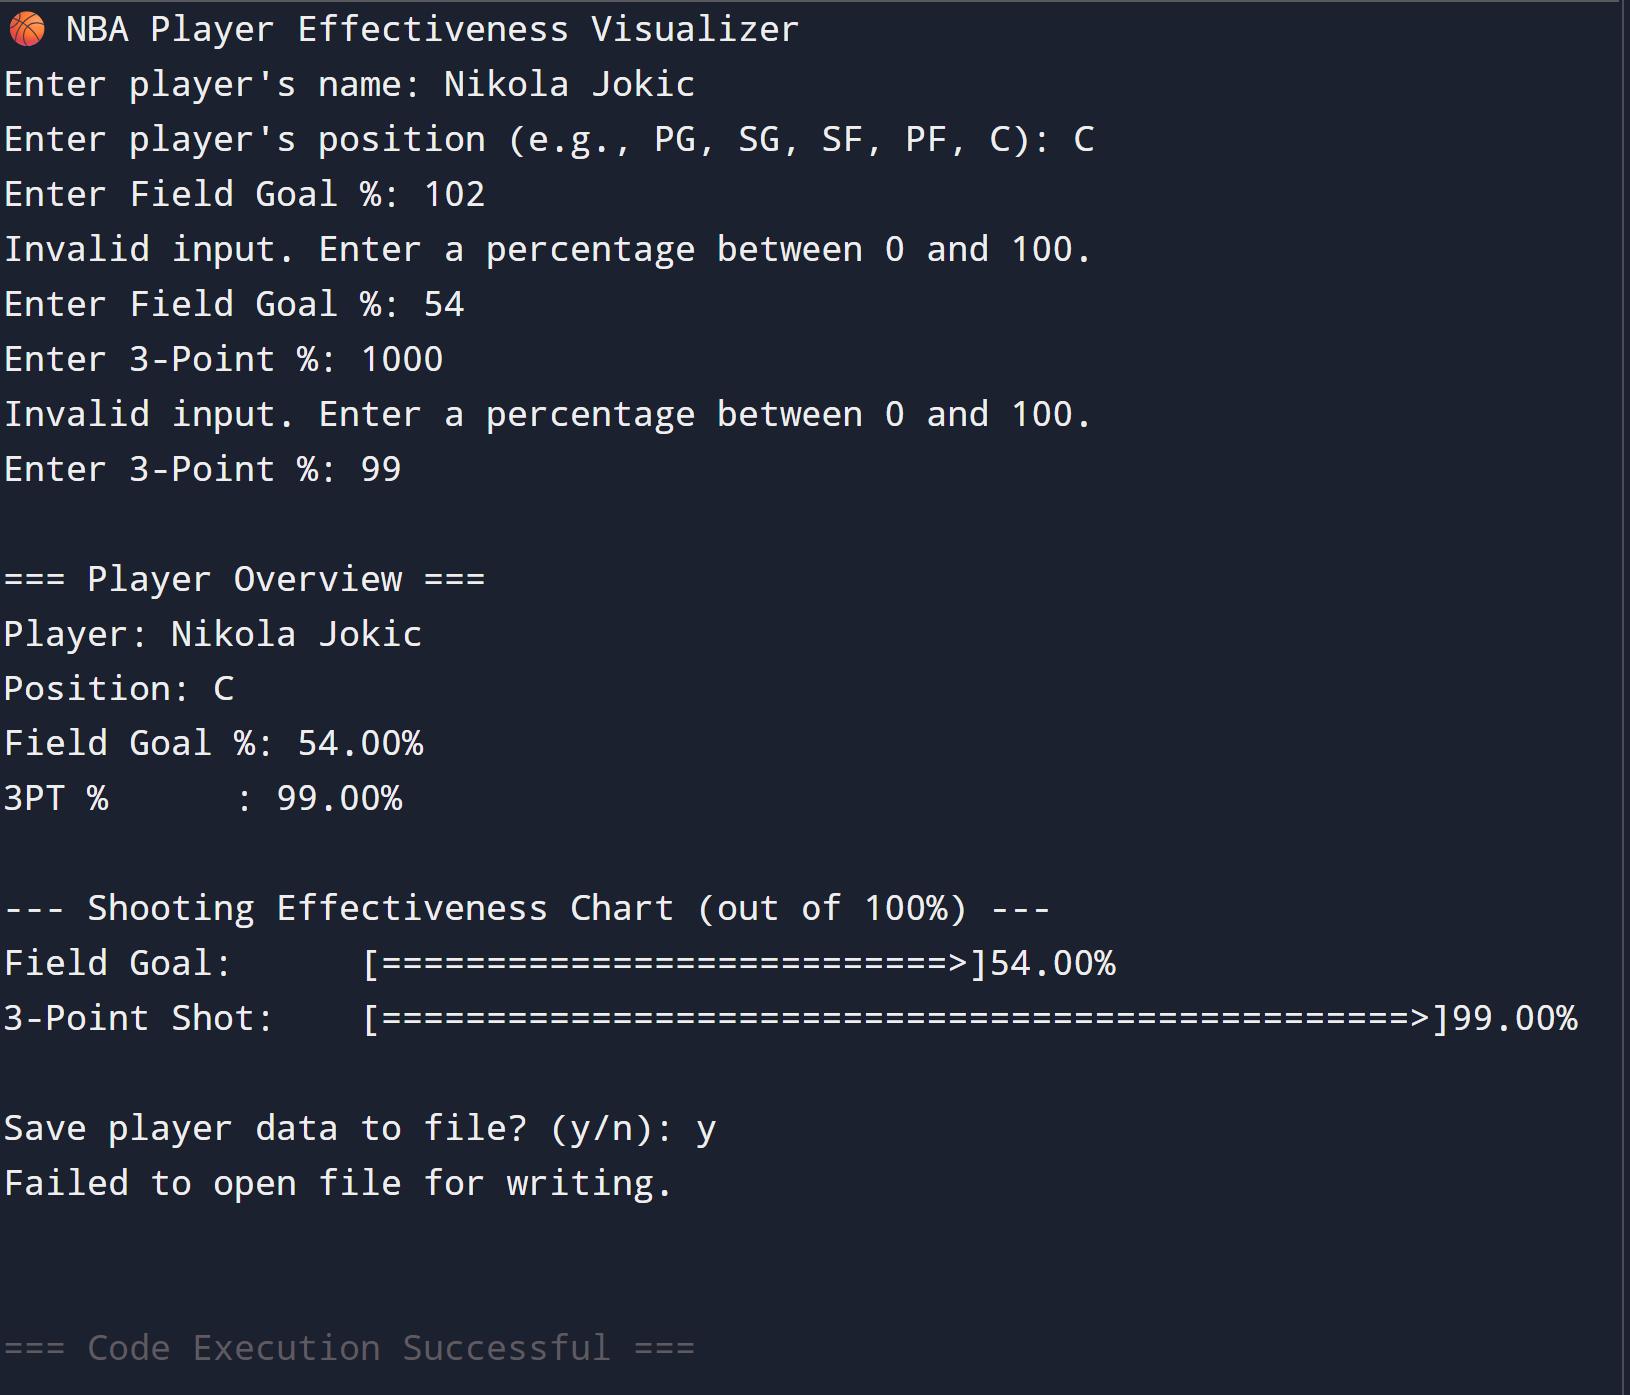 🏀 NBA Player Effectiveness Visualizer
Enter player's name: Nikola Jokic
Enter player's position (e.g., PG, SG, SF, PF, C): C
Enter Field Goal %: 102
Invalid input. Enter a percentage between 0 and 100.
Enter Field Goal %: 54
Enter 3-Point %: 1000
Invalid input. Enter a percentage between 0 and 100.
Enter 3-Point %: 99
=== Player Overview ===
Player: Nikola Jokic
Position: C
Field Goal %: 54.00%
3PT %      : 99.00%
--- Shooting Effectiveness Chart (out of 100%) ---
Field Goal:      [===========================>]54.00%
3-Point Shot:    [=================================================>]99.00%
Save player data to file? (y/n): y
Failed to open file for writing.
=== Code Execution Successful ===